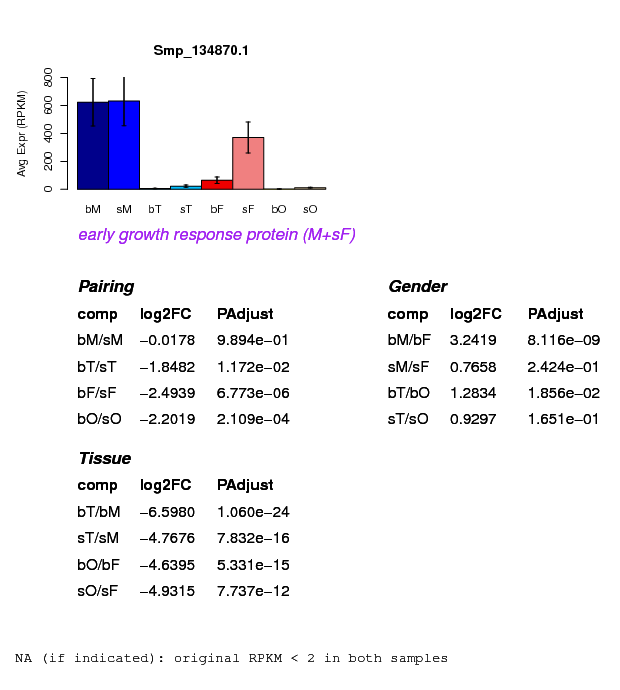 Smp_134870.1
Avg Expr (RPKM)
0 200 400 600 800
bM sM bT sT bF sF bO sO
early growth response protein (M+sF)
Pairing
comp log2FC PAdjust
bM/sM −0.0178 9.894e−01
bT/sT −1.8482 1.172e−02
bF/sF −2.4939 6.773e−06
bO/sO −2.2019 2.109e−04
Gender
comp log2FC PAdjust
bM/bF 3.2419 8.116e−09
sM/sF 0.7658 2.424e−01
bT/bO 1.2834 1.856e−02
sT/sO 0.9297 1.651e−01
Tissue
comp log2FC PAdjust
bT/bM −6.5980 1.060e−24
sT/sM −4.7676 7.832e−16
bO/bF −4.6395 5.331e−15
sO/sF −4.9315 7.737e−12
NA (if indicated): original RPKM < 2 in both samples